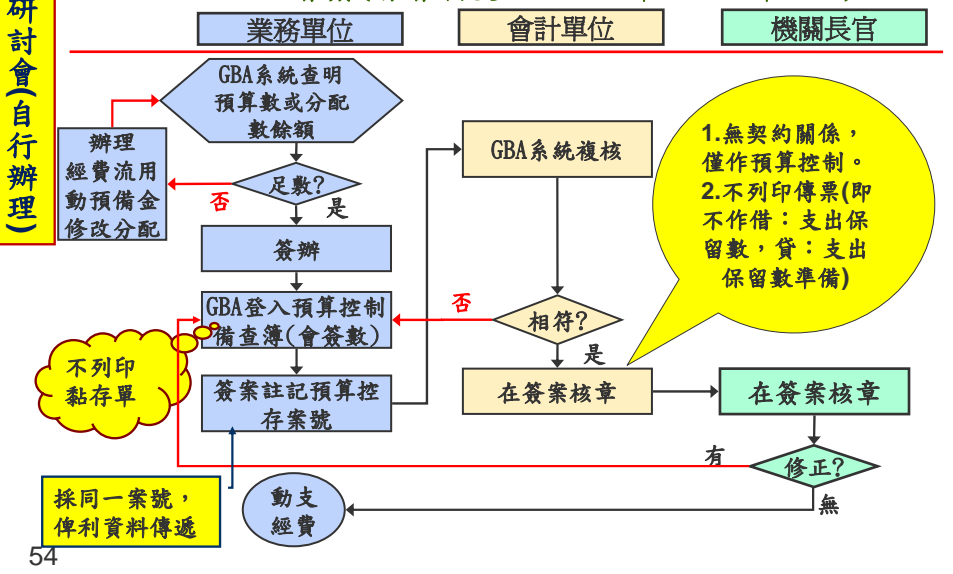 研討會(自行辦理)
業務單位
會計單位
機關長官
GBA系統查明
預算數或分配
數餘額
辦理
經費流用
動預備金
修改分配
足數?
否
是
簽辦
GBA登入預算控制
備查簿(會簽數)
不列印
黏存單
簽案註記預算控
存案號
採同一案號，
俾利資料傳遞
動支
經費
GBA系統複核
相符?
否
是
在簽案核章
1.無契約關係，
僅作預算控制。
2.不列印傳票(即
不作借：支出保
留數，貸：支出
保留數準備)
在簽案核章
修正?
有
無
54